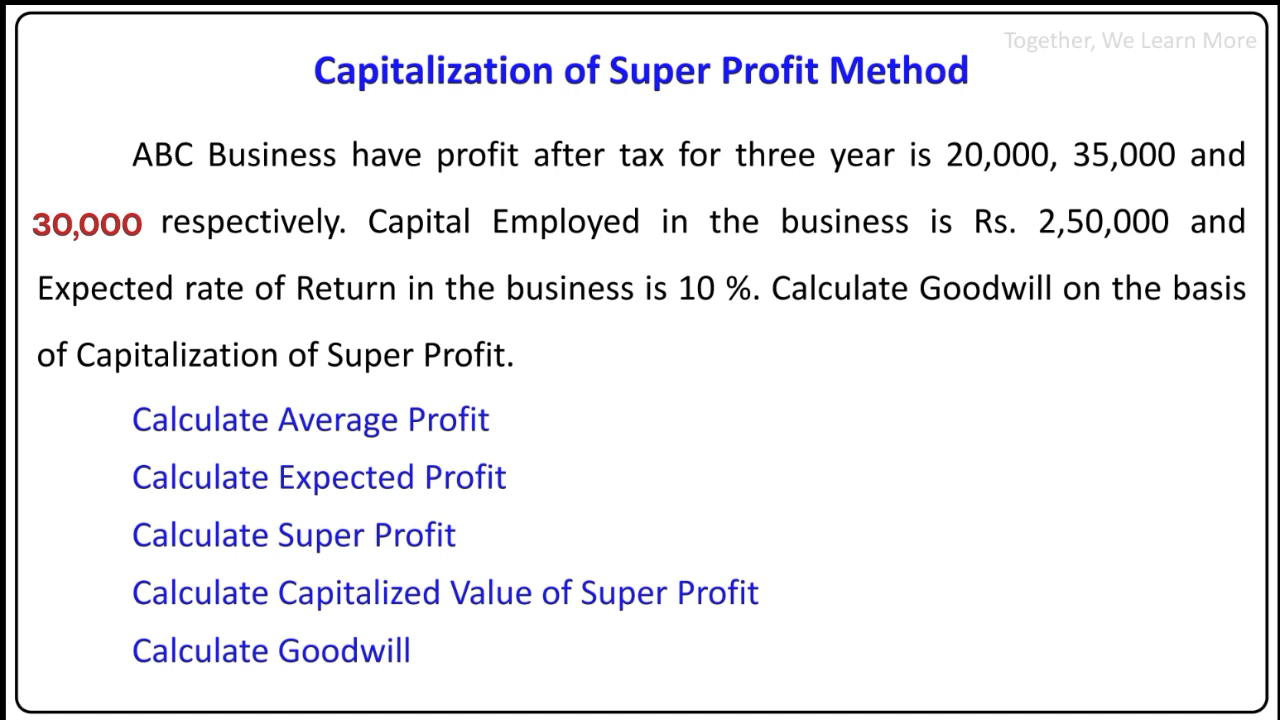 Together, We Learn More
Capitalization of Super Profit Method
ABC Business have profit after tax for three year is 20,000, 35,000 and
30,000 respectively. Capital Employed in the business is Rs. 2,50,000 and
Expected rate of Return in the business is 10 %. Calculate Goodwill on the basis
of Capitalization of Super Profit.
Calculate Average Profit
Calculate Expected Profit
Calculate Super Profit
Calculate Capitalized Value of Super Profit
Calculate Goodwill